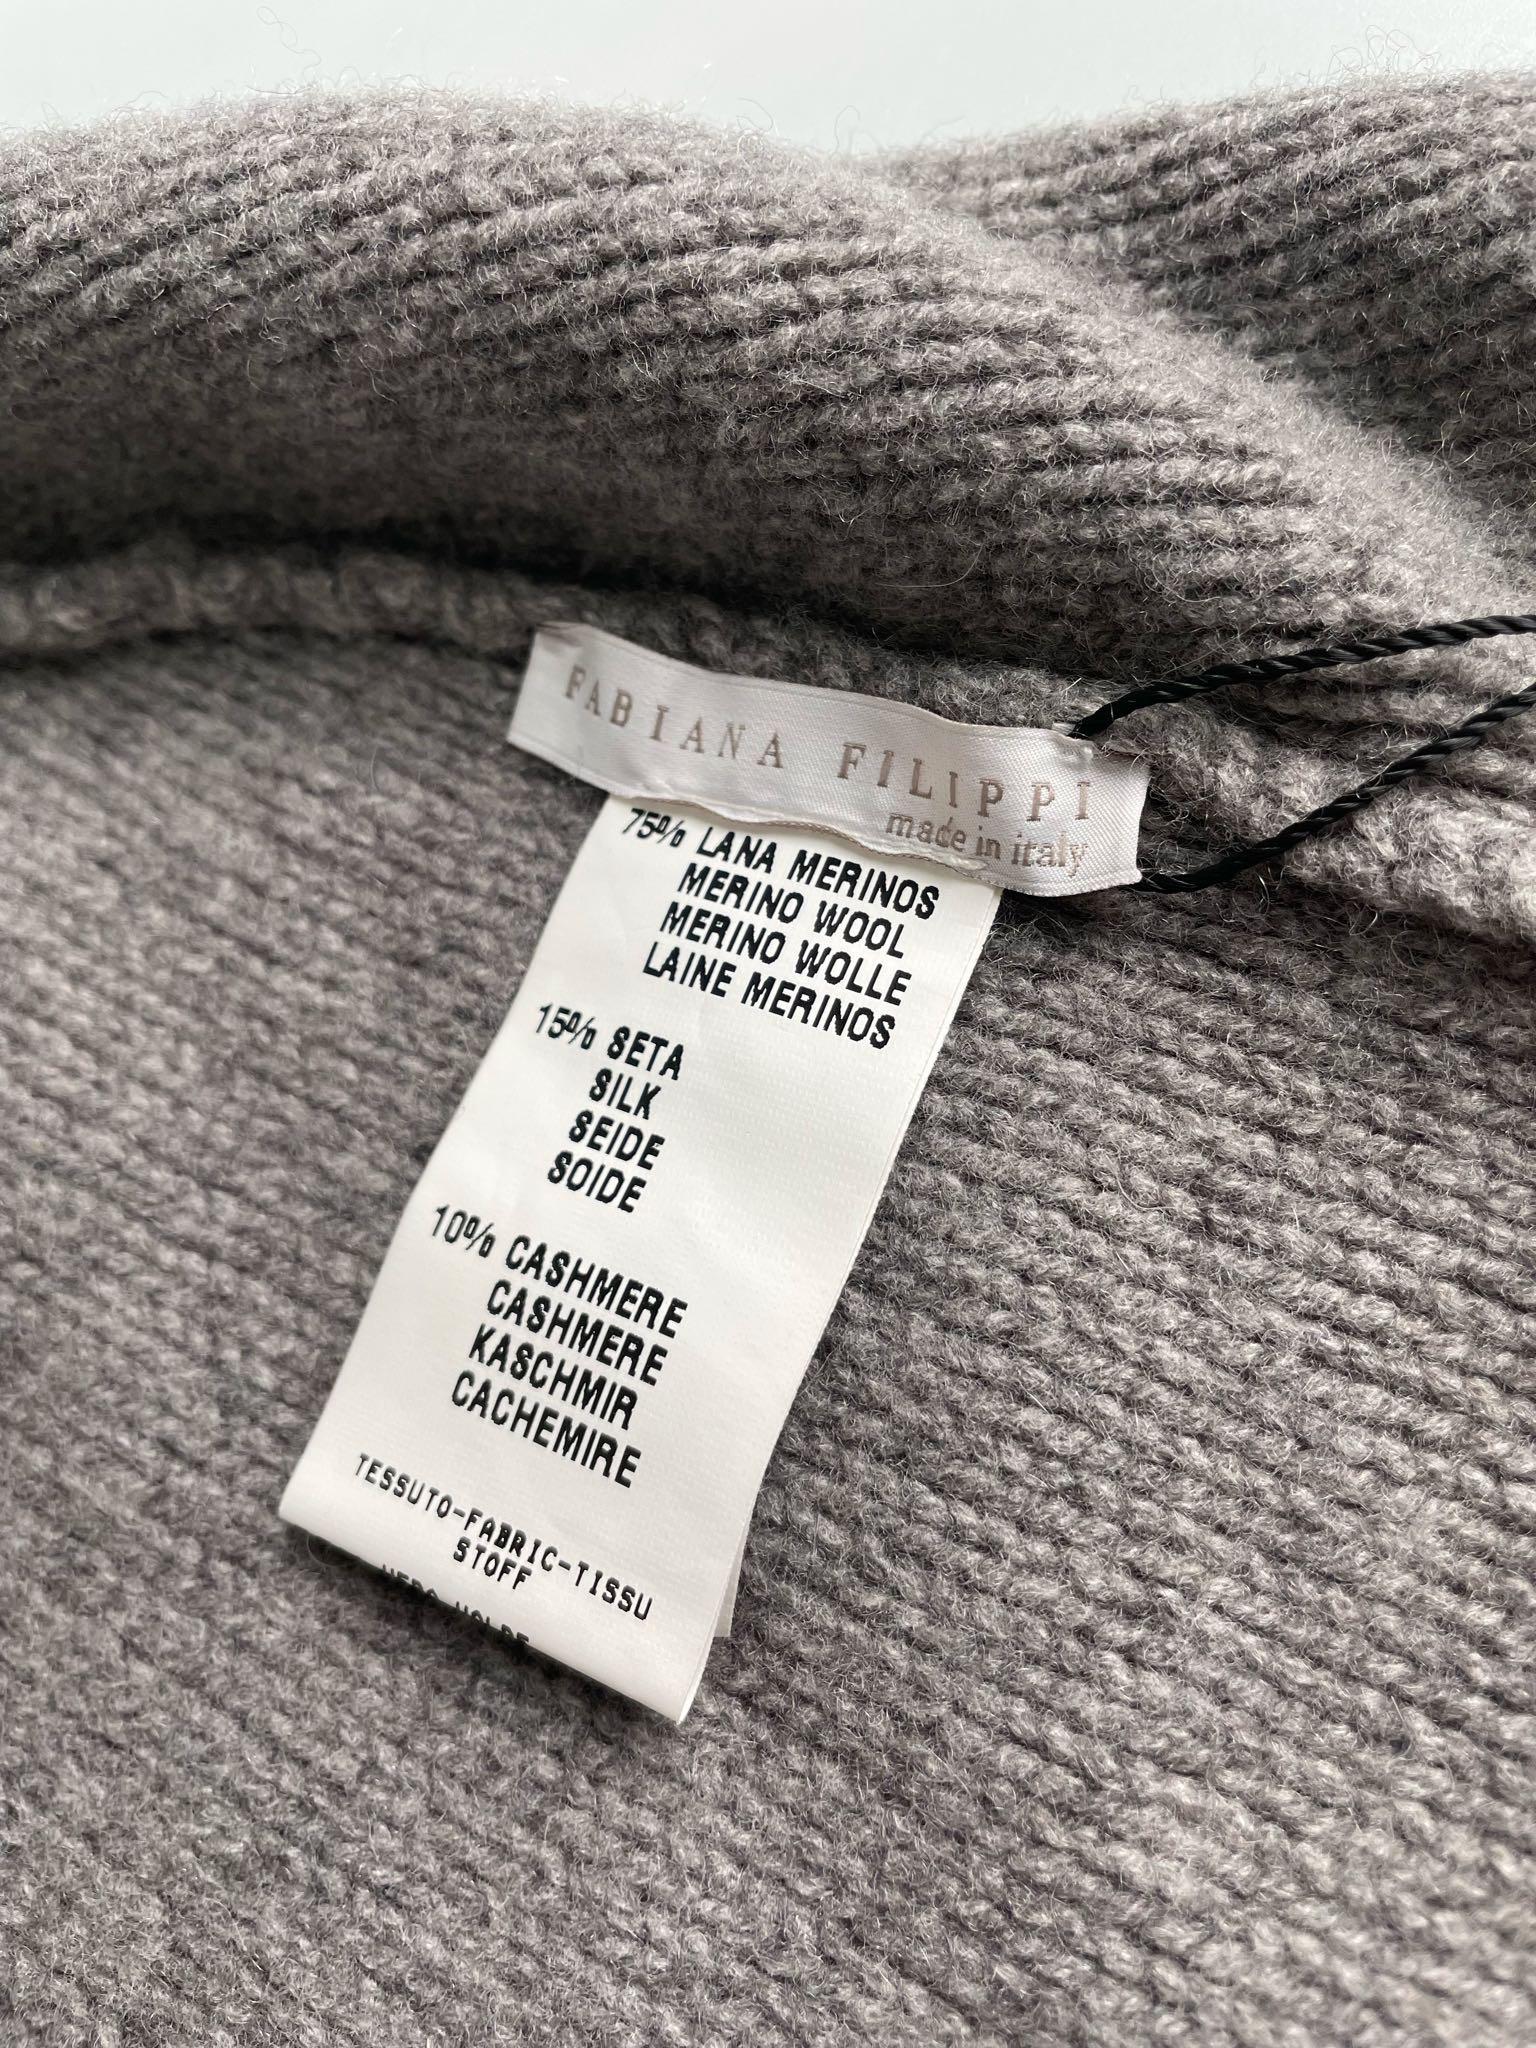 FABIANA FILIPPI
made in italy
75% LANA MERINOS
MERINO WOOL
MERINO WOLLE
LAINE MERINOS
15% SETA
SILK
SEIDE
SOIDE
10% CASHMERE
CASHMERE
KASCHMIR
CACHEMIRE
TESSUTO-FABRIC-TISSU
STOFF